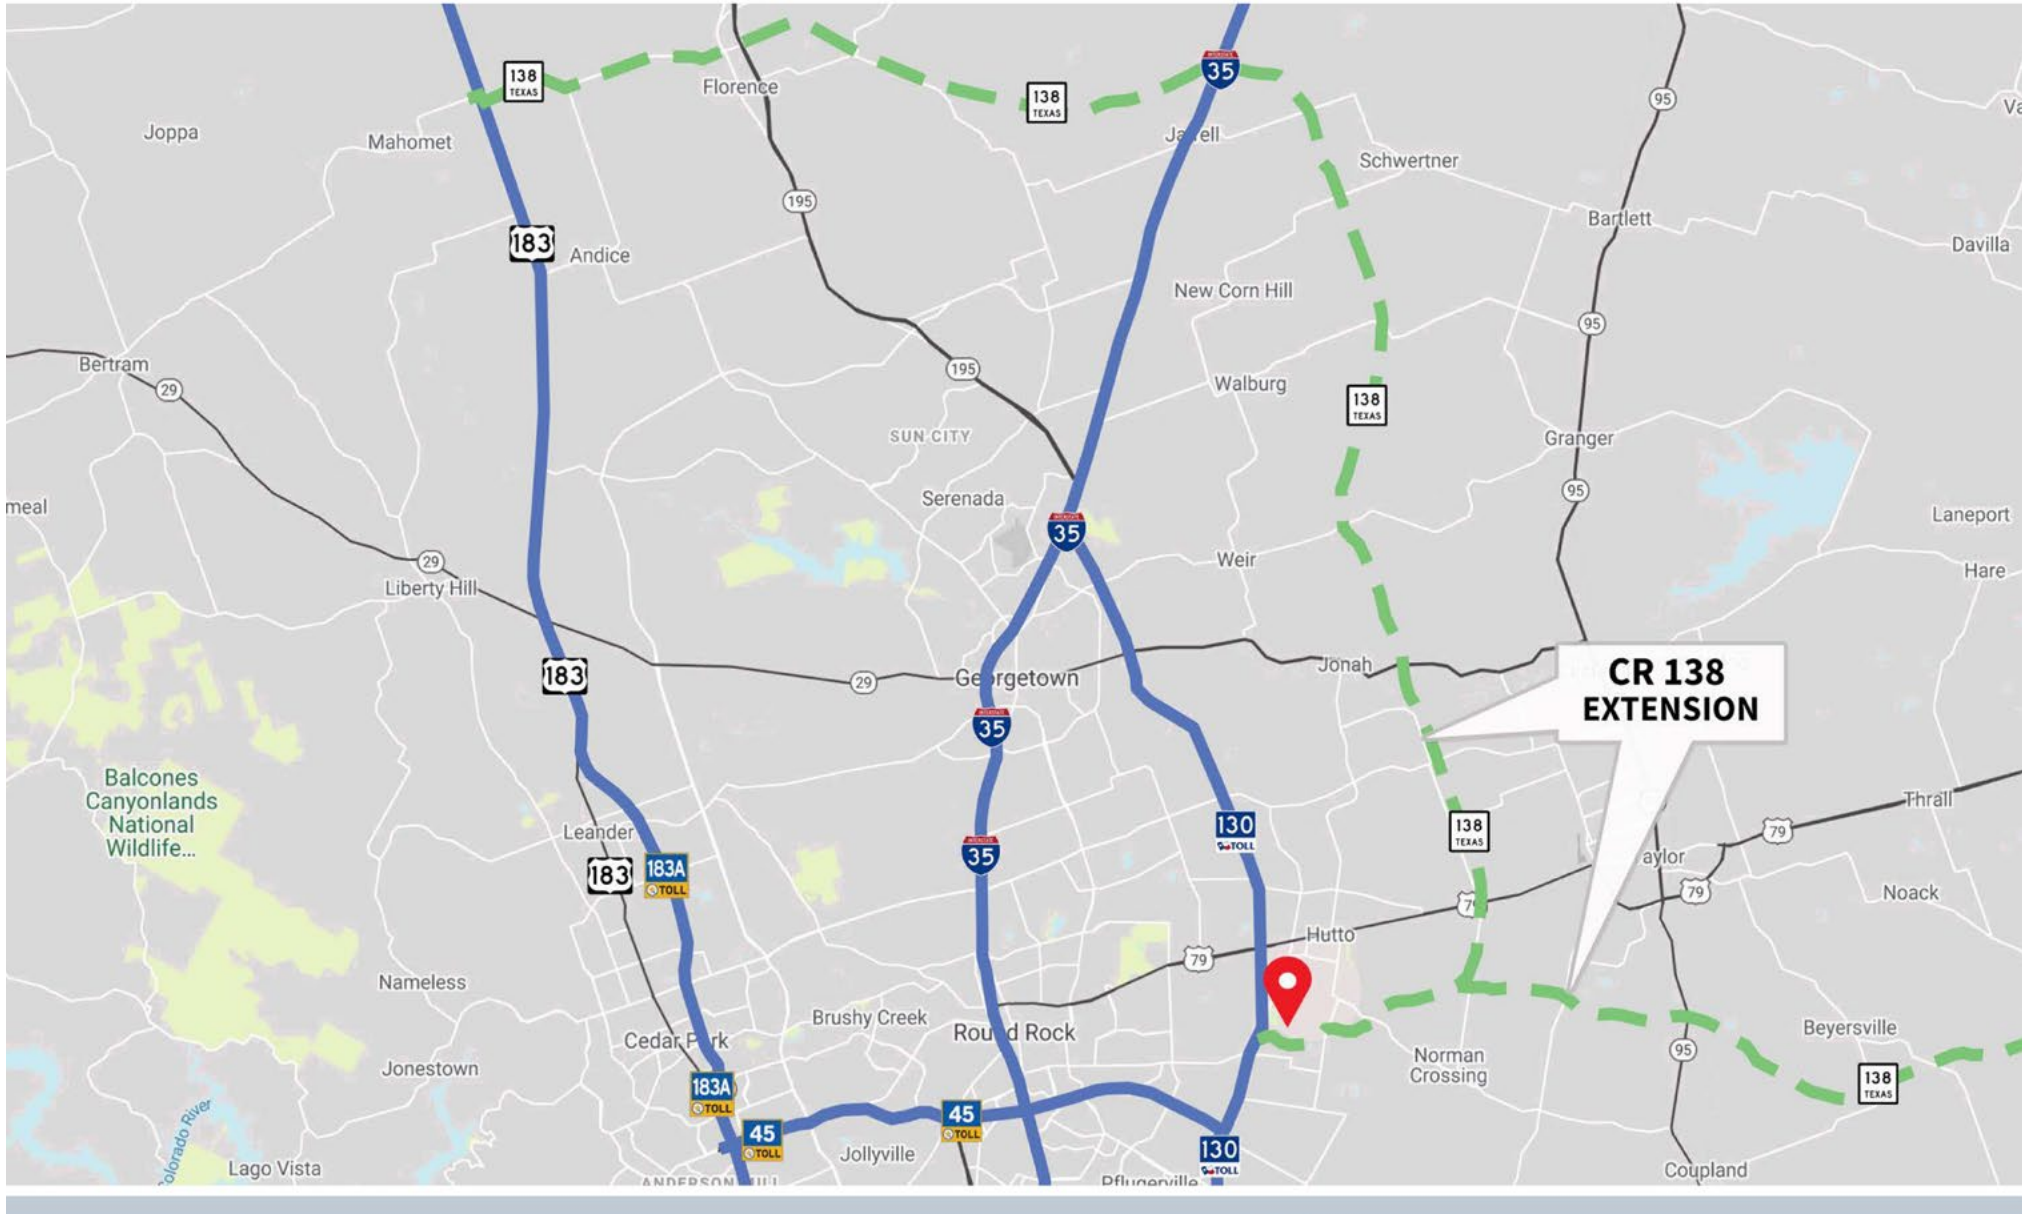 35
138
TEXAS
Florence
138
TEXAS
95
Va
Joppa
Mahomet
Jarrell
Schwertner
195
Bartlett
183
Andice
Davilla
New Corn Hill
95
Bertram
29
195
Walburg
138
TEXAS
SUN CITY
Granger
95
Serenada
meal
Laneport
35
29
Weir
Hare
Liberty Hill
183
29
Georgetown
Jonah
CR 138
EXTENSION
35
Balcones
Canyonlands
National
Wildlife...
Leander
183
183A
TOLL
35
130
TOLL
138
TEXAS
Thrall
79
aylor
79
Noack
79
Hutto
79
Nameless
Brushy Creek
Round Rock
Cedar Park
Beyersville
Norman
Crossing
95
Jonestown
183A
TOLL
138
TEXAS
45
TOLL
45
TOLL
Colorado River
Lago Vista
Jollyville
130
TOLL
Coupland
Pflugerville